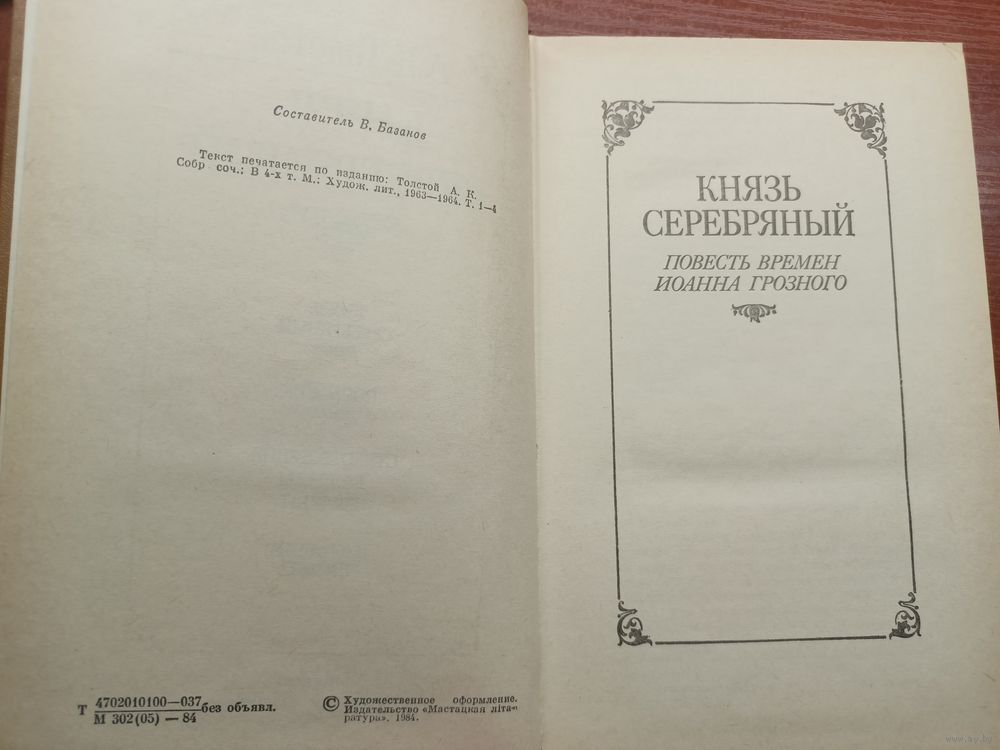 Составитель В. Базанов
Текст печатается по изданию: Толстой А. К.
Собр соч.; В 4-х т. М.: Худож. лит., 1963—1964. Т. 1—4
Т 4702010100—037 без объявл.
М 302(05) — 84
© Художественное оформление.
Издательство «Мастацкая літа-
ратура». 1984.
КНЯЗЬ
СЕРЕБРЯНЫЙ
ПОВЕСТЬ ВРЕМЕН
ИОАННА ГРОЗНОГО